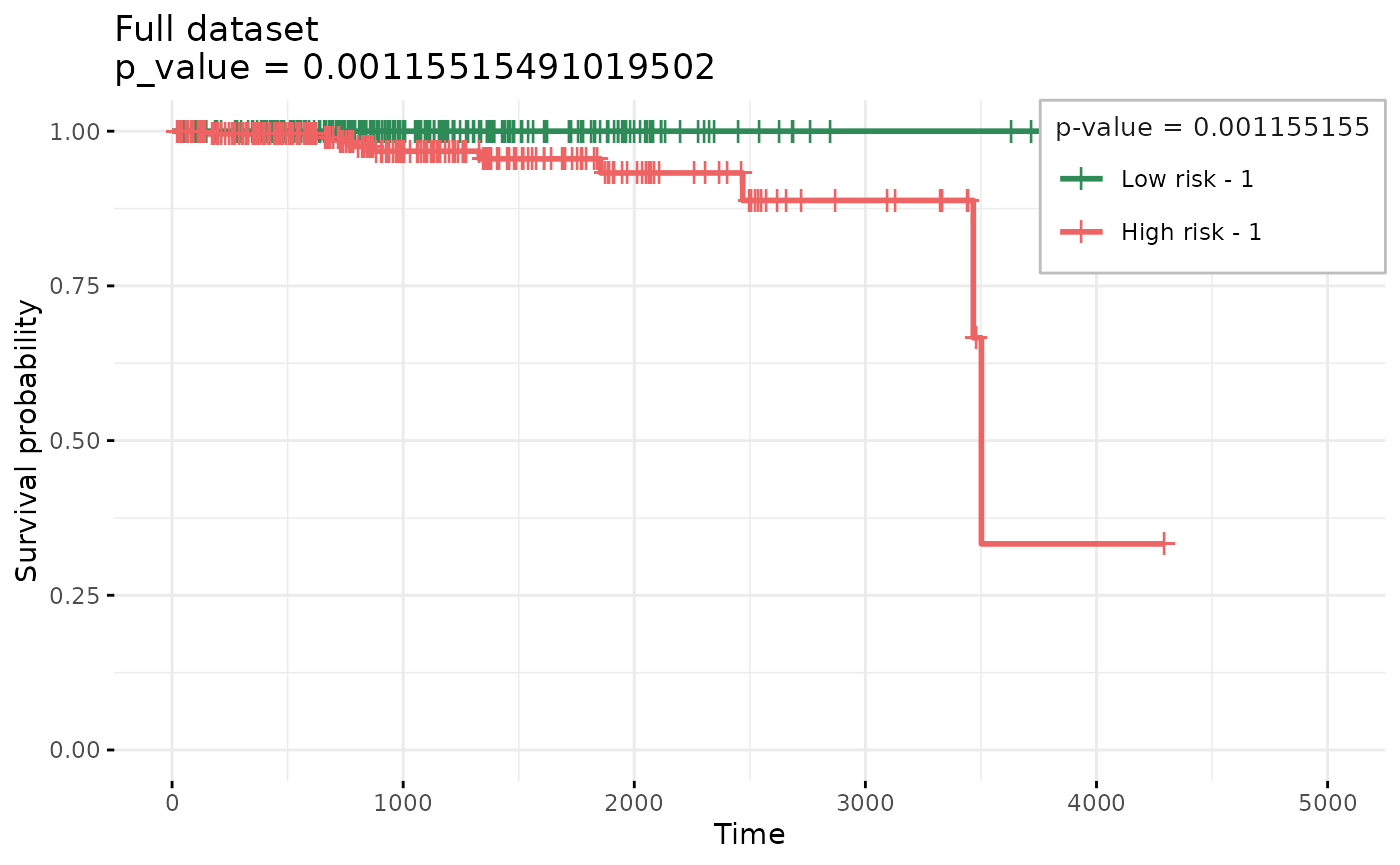 Full dataset
p_value = 0.00115515491019502
p-value = 0.001155155
Low risk - 1
High risk - 1
Survival probability
1.00
0.75
0.50
0.25
0.00
0 1000 2000 3000 4000 5000
Time